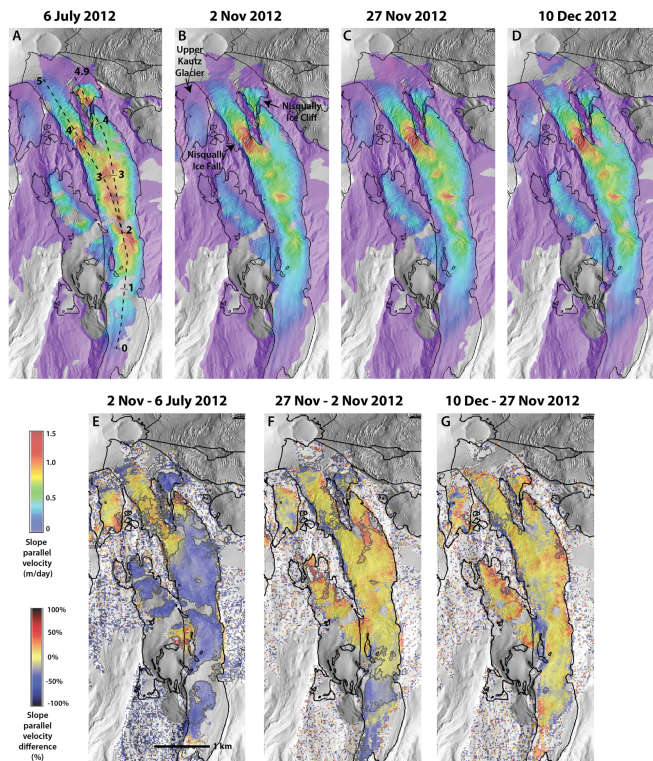 6 July 2012
2 Nov 2012
27 Nov 2012
10 Dec 2012
A
B
C
D
5
4.9
4
4
3
3
2
1
0
Upper
Kautz
Glacier
Nisqually
Ice Cliff
Nisqually
Ice Fall
2 Nov - 6 July 2012
27 Nov - 2 Nov 2012
10 Dec - 27 Nov 2012
E
F
G
1.5
1.0
0.5
0
Slope
parallel
velocity
(m/day)
100%
50%
0%
-50%
-100%
Slope
parallel
velocity
difference
(%)
1 km